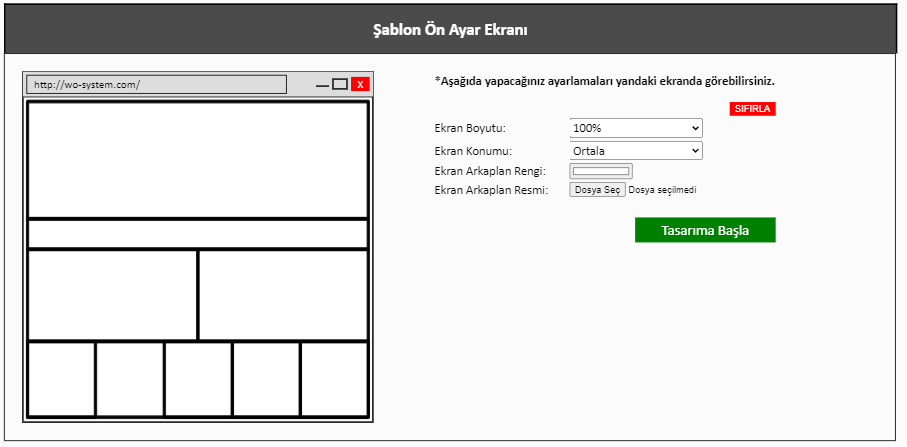 Şablon Ön Ayar Ekranı
http://wo-system.com/
X
*Aşağıda yapacağınız ayarlamaları yandaki ekranda görebilirsiniz.
SIFIRLA
Ekran Boyutu: 100%
Ekran Konumu: Ortala
Ekran Arkaplan Rengi:
Ekran Arkaplan Resmi: Dosya Seç Dosya seçilmedi
Tasarıma Başla